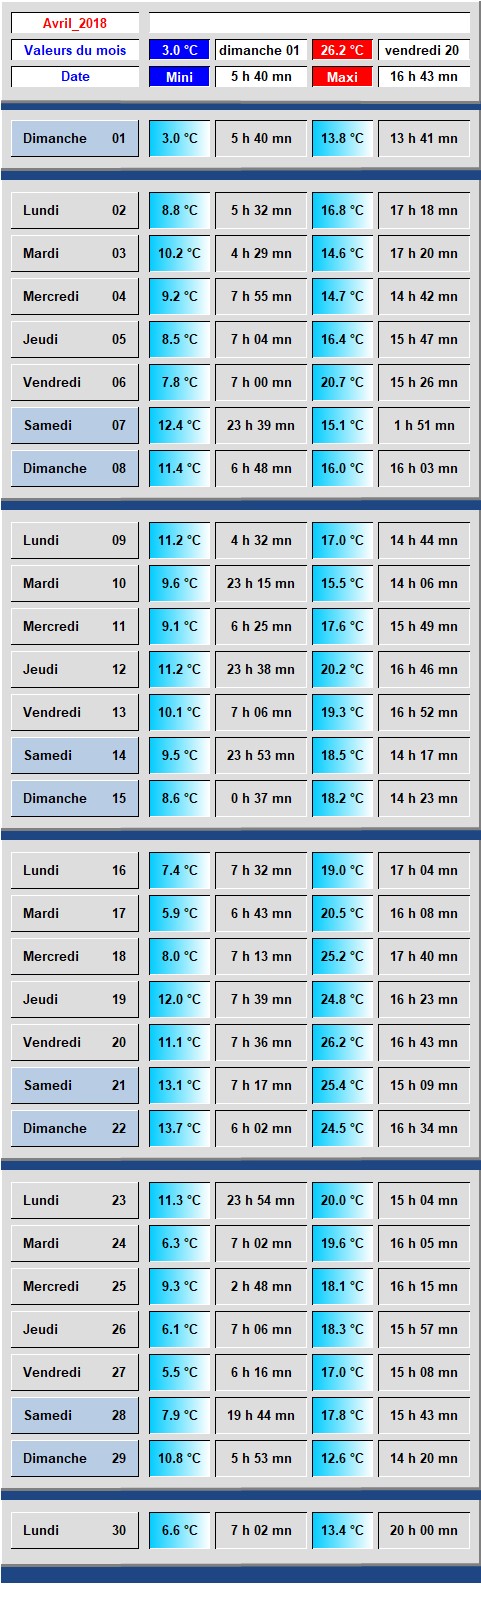 Avril_2018
Valeurs du mois 3.0 °C dimanche 01 26.2 °C vendredi 20
Date Mini 5 h 40 mn Maxi 16 h 43 mn
Dimanche 01 3.0 °C 5 h 40 mn 13.8 °C 13 h 41 mn
Lundi 02 8.8 °C 5 h 32 mn 16.8 °C 17 h 18 mn
Mardi 03 10.2 °C 4 h 29 mn 14.6 °C 17 h 20 mn
Mercredi 04 9.2 °C 7 h 55 mn 14.7 °C 14 h 42 mn
Jeudi 05 8.5 °C 7 h 04 mn 16.4 °C 15 h 47 mn
Vendredi 06 7.8 °C 7 h 00 mn 20.7 °C 15 h 26 mn
Samedi 07 12.4 °C 23 h 39 mn 15.1 °C 1 h 51 mn
Dimanche 08 11.4 °C 6 h 48 mn 16.0 °C 16 h 03 mn
Lundi 09 11.2 °C 4 h 32 mn 17.0 °C 14 h 44 mn
Mardi 10 9.6 °C 23 h 15 mn 15.5 °C 14 h 06 mn
Mercredi 11 9.1 °C 6 h 25 mn 17.6 °C 15 h 49 mn
Jeudi 12 11.2 °C 23 h 38 mn 20.2 °C 16 h 46 mn
Vendredi 13 10.1 °C 7 h 06 mn 19.3 °C 16 h 52 mn
Samedi 14 9.5 °C 23 h 53 mn 18.5 °C 14 h 17 mn
Dimanche 15 8.6 °C 0 h 37 mn 18.2 °C 14 h 23 mn
Lundi 16 7.4 °C 7 h 32 mn 19.0 °C 17 h 04 mn
Mardi 17 5.9 °C 6 h 43 mn 20.5 °C 16 h 08 mn
Mercredi 18 8.0 °C 7 h 13 mn 25.2 °C 17 h 40 mn
Jeudi 19 12.0 °C 7 h 39 mn 24.8 °C 16 h 23 mn
Vendredi 20 11.1 °C 7 h 36 mn 26.2 °C 16 h 43 mn
Samedi 21 13.1 °C 7 h 17 mn 25.4 °C 15 h 09 mn
Dimanche 22 13.7 °C 6 h 02 mn 24.5 °C 16 h 34 mn
Lundi 23 11.3 °C 23 h 54 mn 20.0 °C 15 h 04 mn
Mardi 24 6.3 °C 7 h 02 mn 19.6 °C 16 h 05 mn
Mercredi 25 9.3 °C 2 h 48 mn 18.1 °C 16 h 15 mn
Jeudi 26 6.1 °C 7 h 06 mn 18.3 °C 15 h 57 mn
Vendredi 27 5.5 °C 6 h 16 mn 17.0 °C 15 h 08 mn
Samedi 28 7.9 °C 19 h 44 mn 17.8 °C 15 h 43 mn
Dimanche 29 10.8 °C 5 h 53 mn 12.6 °C 14 h 20 mn
Lundi 30 6.6 °C 7 h 02 mn 13.4 °C 20 h 00 mn